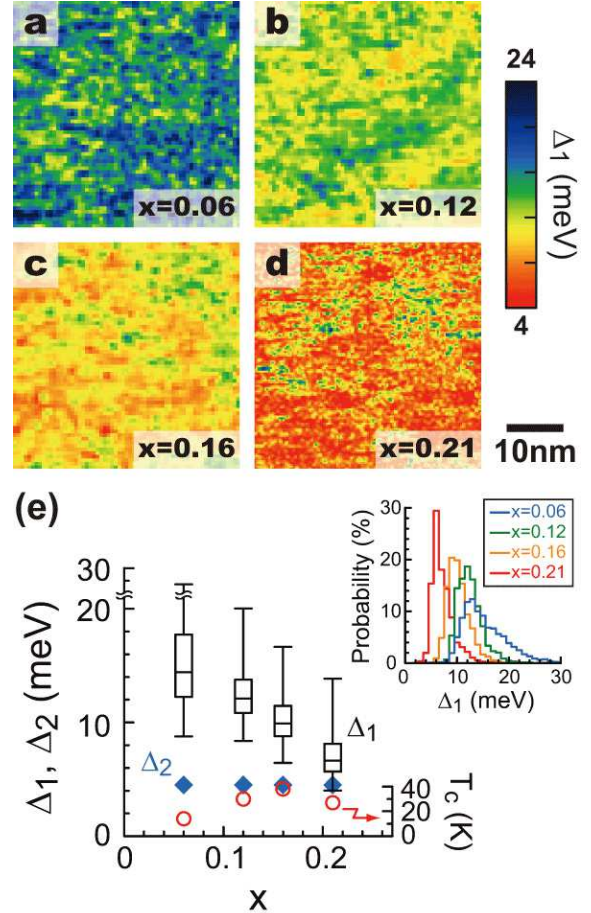 a
b
24
Δ1 (meV)
4
x=0.06
x=0.12
c
d
x=0.16
x=0.21
10nm
(e)
30
20
10
0
Δ1, Δ2 (meV)
Δ2
Δ1
0
0.1
0.2
x
40
20
0
Tc (K)
30
20
10
0
Probability (%)
x=0.06
x=0.12
x=0.16
x=0.21
0
10
20
30
Δ1 (meV)